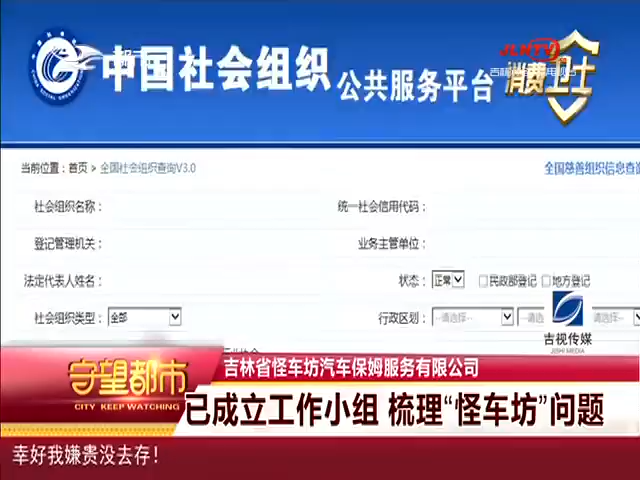 中国社会组织 公共服务平台
JLRTV
消费卫士
当前位置：首页 > 全国社会组织查询V3.0
全国慈善组织信息查询
社会组织名称：
统一社会信用代码：
登记管理机关：
业务主管单位：
法定代表人姓名：
状态： 正常 民政部登记 地方登记
社会组织类型： 全部
行政区划： --请选择-- --请选 请选择--
吉视传媒
JISHI MEDIA
守望都市
CITY KEEP WATCHING
吉林省怪车坊汽车保姆服务有限公司
已成立工作小组 梳理“怪车坊”问题
幸好我嫌贵没去存！